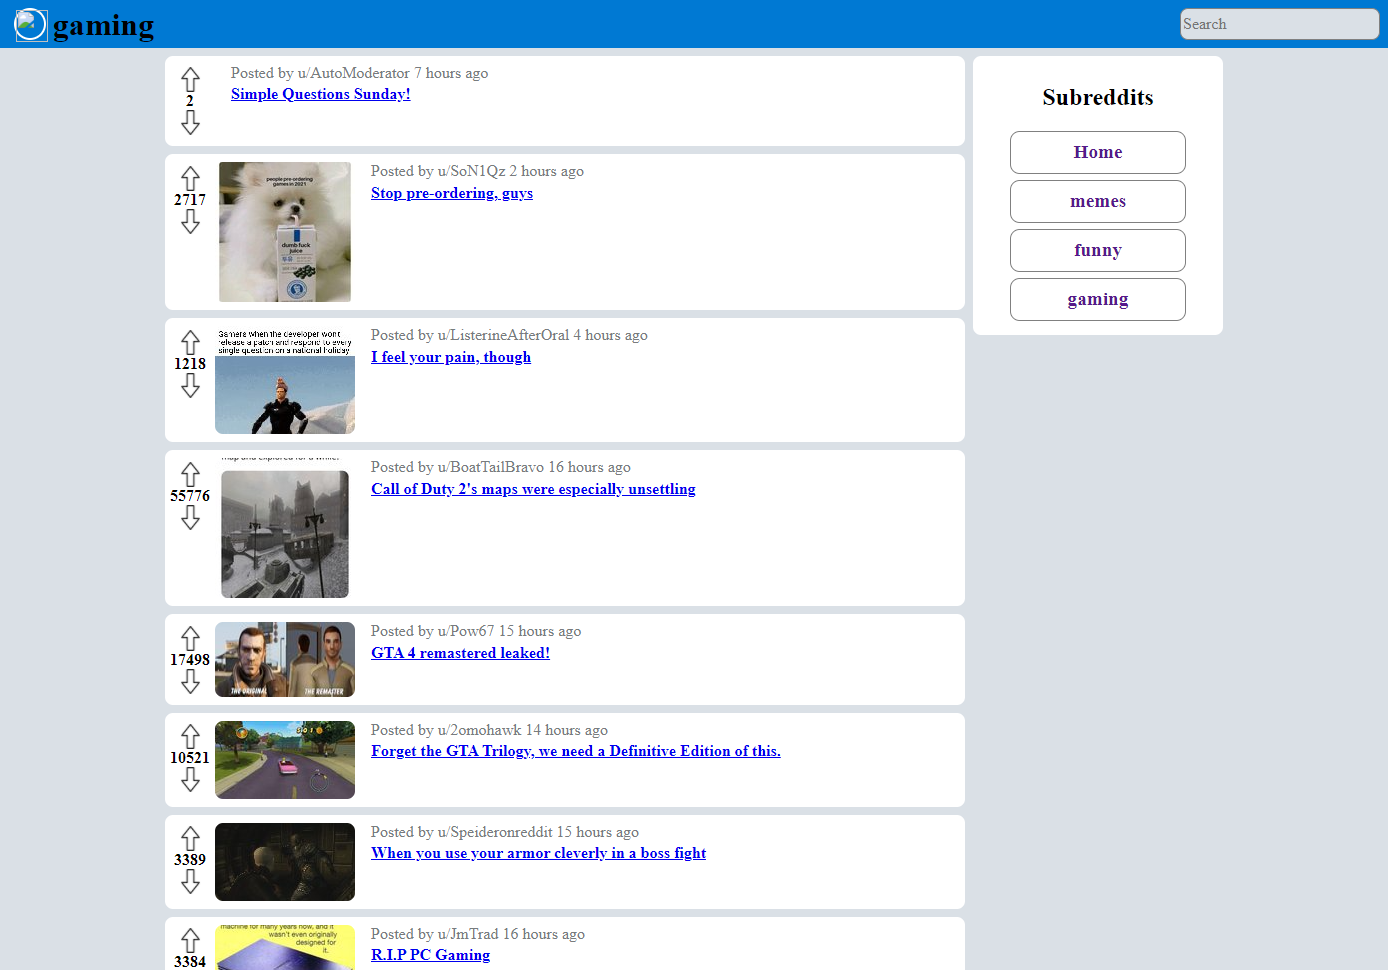 gaming
Search
Posted by u/AutoModerator 7 hours ago
Simple Questions Sunday!
2
Posted by u/SoN1Qz 2 hours ago
Stop pre-ordering, guys
2717
people pre-ordering
games in 2021
dumb fuck
juice
Posted by u/ListerineAfterOral 4 hours ago
I feel your pain, though
1218
Gamers when the developer wont
release a patch and respond to every
single question on a national holiday
Posted by u/BoatTailBravo 16 hours ago
Call of Duty 2's maps were especially unsettling
55776
map and explored for a while.
Posted by u/Pow67 15 hours ago
GTA 4 remastered leaked!
17498
THE ORIGINAL
THE REMASTER
Posted by u/2omohawk 14 hours ago
Forget the GTA Trilogy, we need a Definitive Edition of this.
10521
Posted by u/Speideronreddit 15 hours ago
When you use your armor cleverly in a boss fight
3389
Posted by u/JmTrad 16 hours ago
R.I.P PC Gaming
3384
machine for many years now, and it
wasn't even originally
designed for
it.
Subreddits
Home
memes
funny
gaming